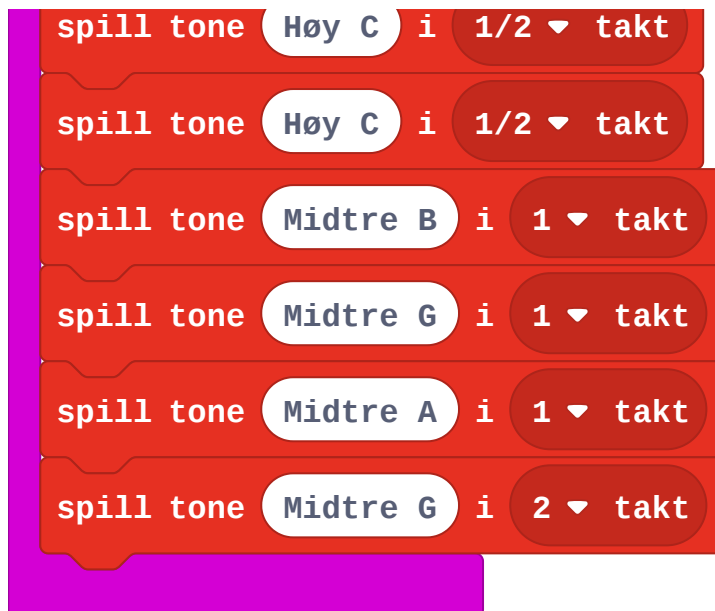 spill tone Høy C i 1/2 takt
spill tone Høy C i 1/2 takt
spill tone Midtre B i 1 takt
spill tone Midtre G i 1 takt
spill tone Midtre A i 1 takt
spill tone Midtre G i 2 takt